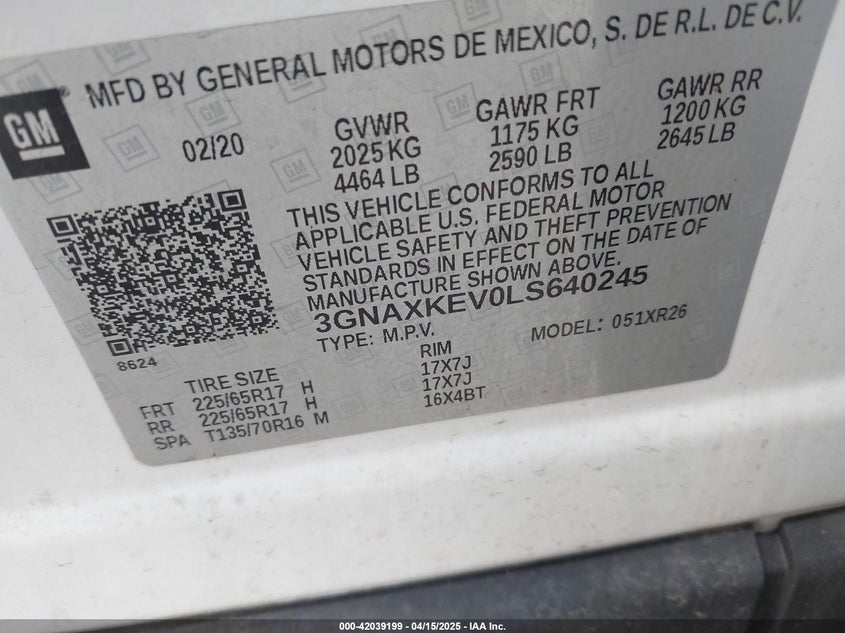 MFD BY GENERAL MOTORS DE MEXICO, S. DE R.L. DE C.V.
GM
02/20
GVWR
2025 KG
4464 LB
GAWR FRT
1175 KG
2590 LB
GAWR RR
1200 KG
2645 LB
THIS VEHICLE CONFORMS TO ALL
APPLICABLE U.S. FEDERAL MOTOR
VEHICLE SAFETY AND THEFT PREVENTION
STANDARDS IN EFFECT ON THE DATE OF
MANUFACTURE SHOWN ABOVE.
3GNAXKEV0LS640245
TYPE: M.P.V.
MODEL: 051XR26
8624
TIRE SIZE RIM
FRT 225/65R17 H 17X7J
RR 225/65R17 H 17X7J
SPA T135/70R16 M 16X4BT
000-42039199 - 04/15/2025 - IAA Inc.